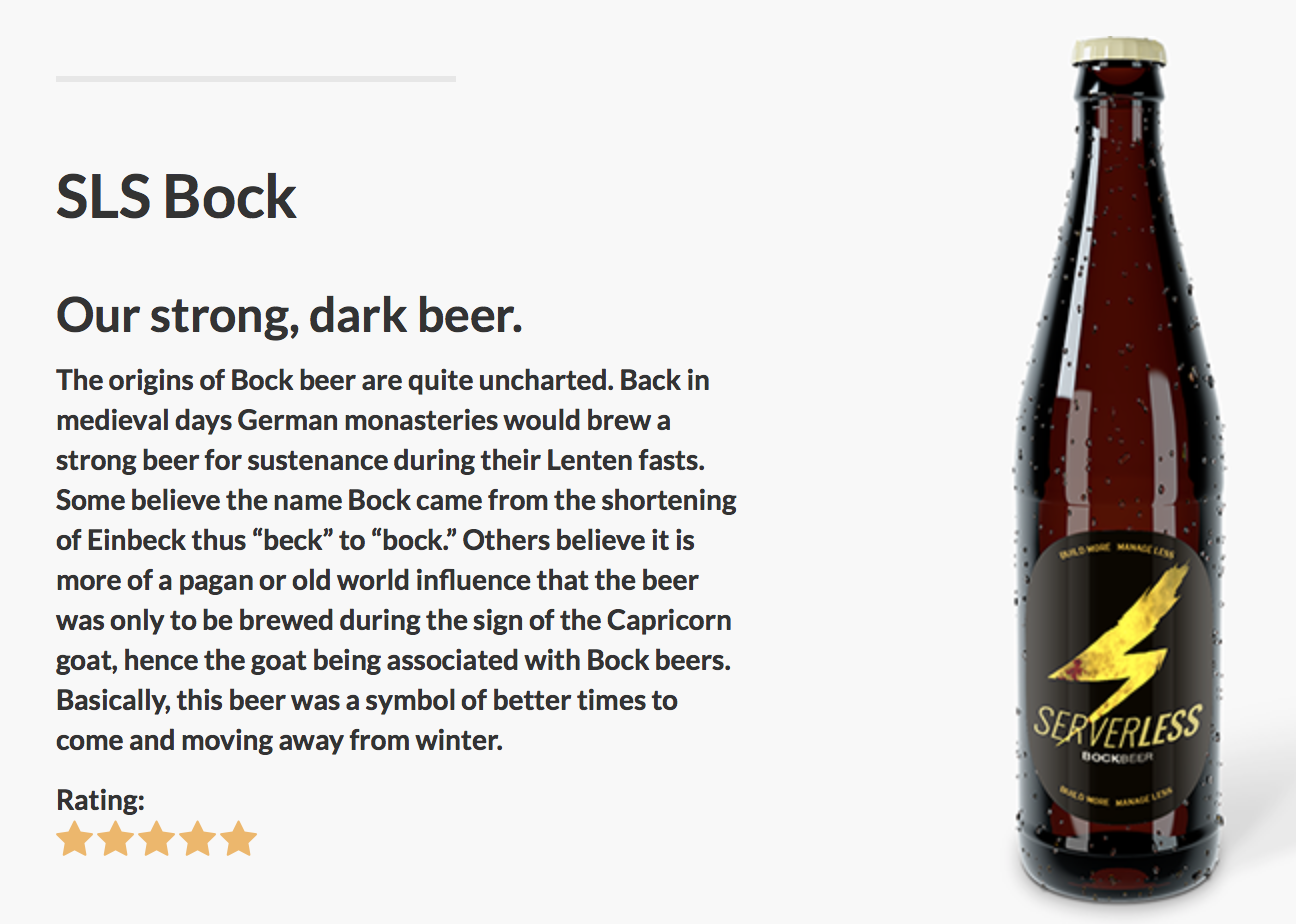 SLS Bock
Our strong, dark beer.
The origins of Bock beer are quite uncharted. Back in
medieval days German monasteries would brew a
strong beer for sustenance during their Lenten fasts.
Some believe the name Bock came from the shortening
of Einbeck thus “beck” to “bock.” Others believe it is
more of a pagan or old world influence that the beer
was only to be brewed during the sign of the Capricorn
goat, hence the goat being associated with Bock beers.
Basically, this beer was a symbol of better times to
come and moving away from winter.
Rating:
BUILD MORE MANAGE LESS
SERVERLESS
BOCKBEER
BUILD MORE MANAGE LESS